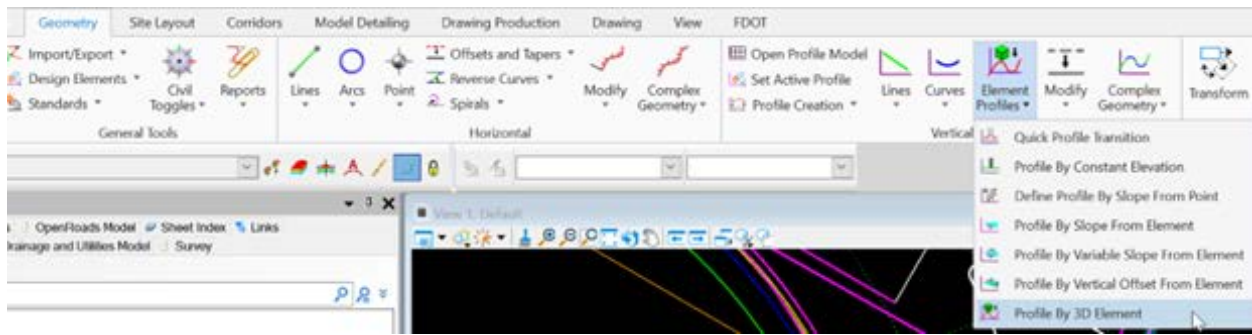 Geometry Site Layout Corridors Model Detailing Drawing Production Drawing View FDOT
Import/Export
Design Elements
Standards
Civil Toggles
Reports
General Tools
Lines
Arcs
Point
Offsets and Tapers
Reverse Curves
Spirals
Modify
Complex Geometry
Horizontal
Open Profile Model
Set Active Profile
Profile Creation
Lines
Curves
Element Profiles
Modify
Complex Geometry
Vertical
Transform
Quick Profile Transition
Profile By Constant Elevation
Define Profile By Slope From Point
Profile By Slope From Element
Profile By Variable Slope From Element
Profile By Vertical Offset From Element
Profile By 3D Element
OpenRoads Model Sheet Index Links
Drainage and Utilities Model Survey
View 1, Default